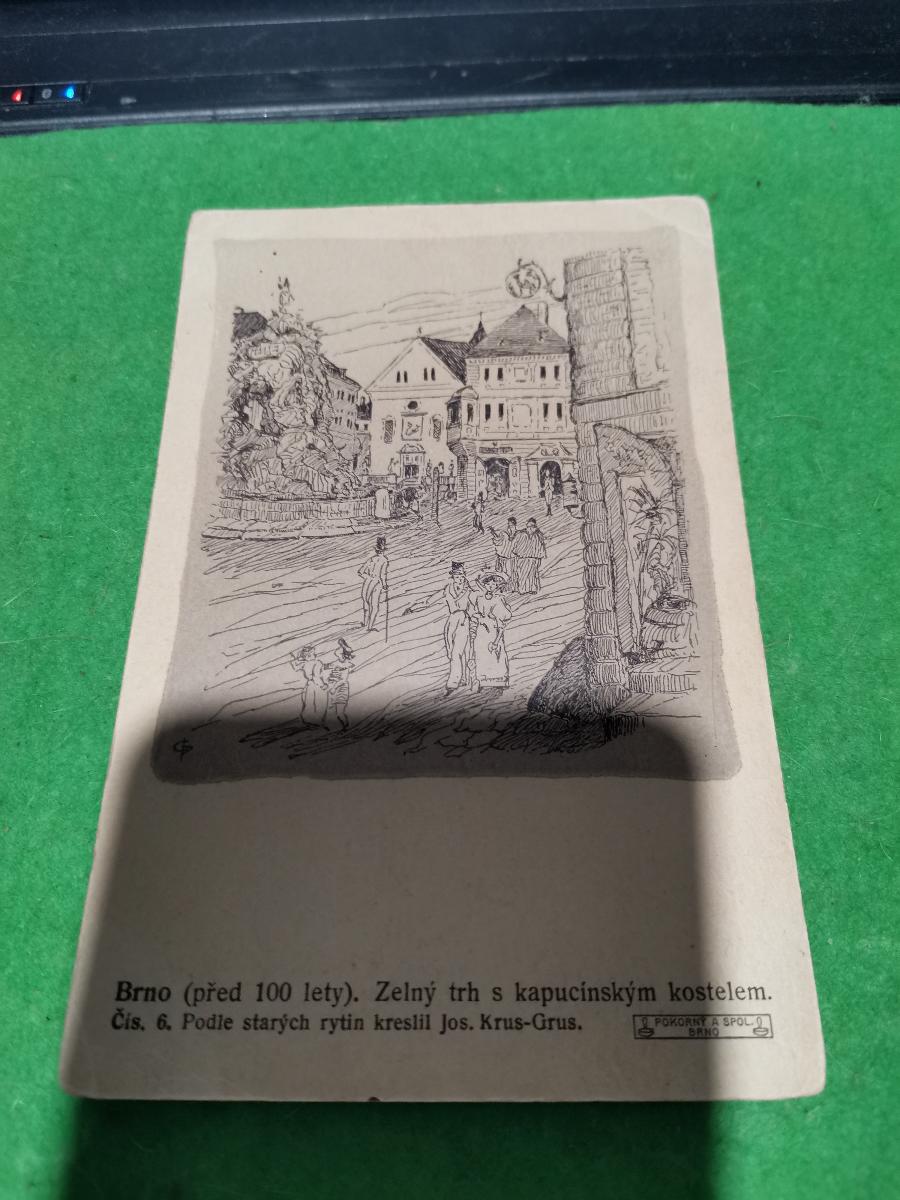 Brno (před 100 lety). Zelný trh s kapucínským kostelem.
Čís. 6. Podle starých rytin kreslil Jos. Krus-Grus.
POKORNÝ A SPOL.
BRNO